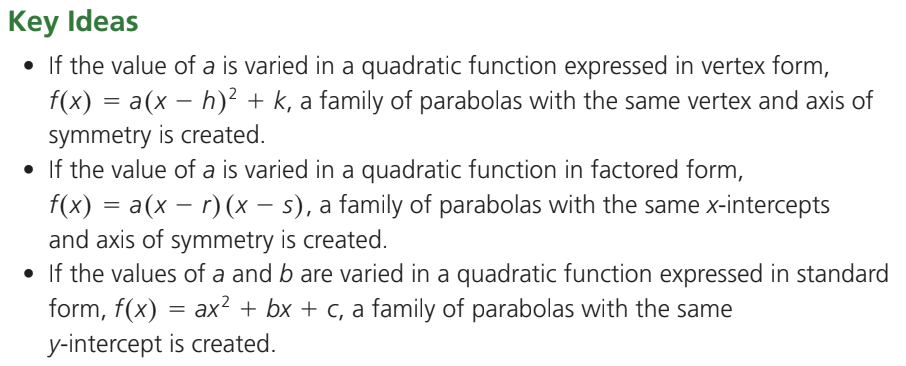 Key Ideas
• If the value of a is varied in a quadratic function expressed in vertex form,
f(x) = a(x − h)² + k, a family of parabolas with the same vertex and axis of
symmetry is created.
• If the value of a is varied in a quadratic function in factored form,
f(x) = a(x − r)(x − s), a family of parabolas with the same x-intercepts
and axis of symmetry is created.
• If the values of a and b are varied in a quadratic function expressed in standard
form, f(x) = ax² + bx + c, a family of parabolas with the same
y-intercept is created.